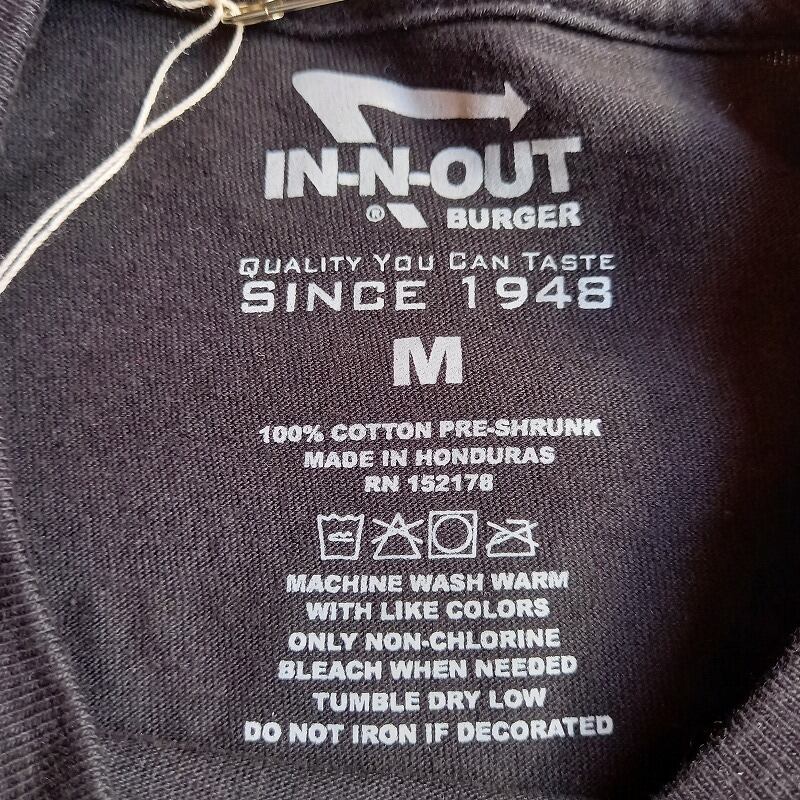 IN-N-OUT
® BURGER
QUALITY YOU CAN TASTE
SINCE 1948
M
100% COTTON PRE-SHRUNK
MADE IN HONDURAS
RN 152178
MACHINE WASH WARM
WITH LIKE COLORS
ONLY NON-CHLORINE
BLEACH WHEN NEEDED
TUMBLE DRY LOW
DO NOT IRON IF DECORATED